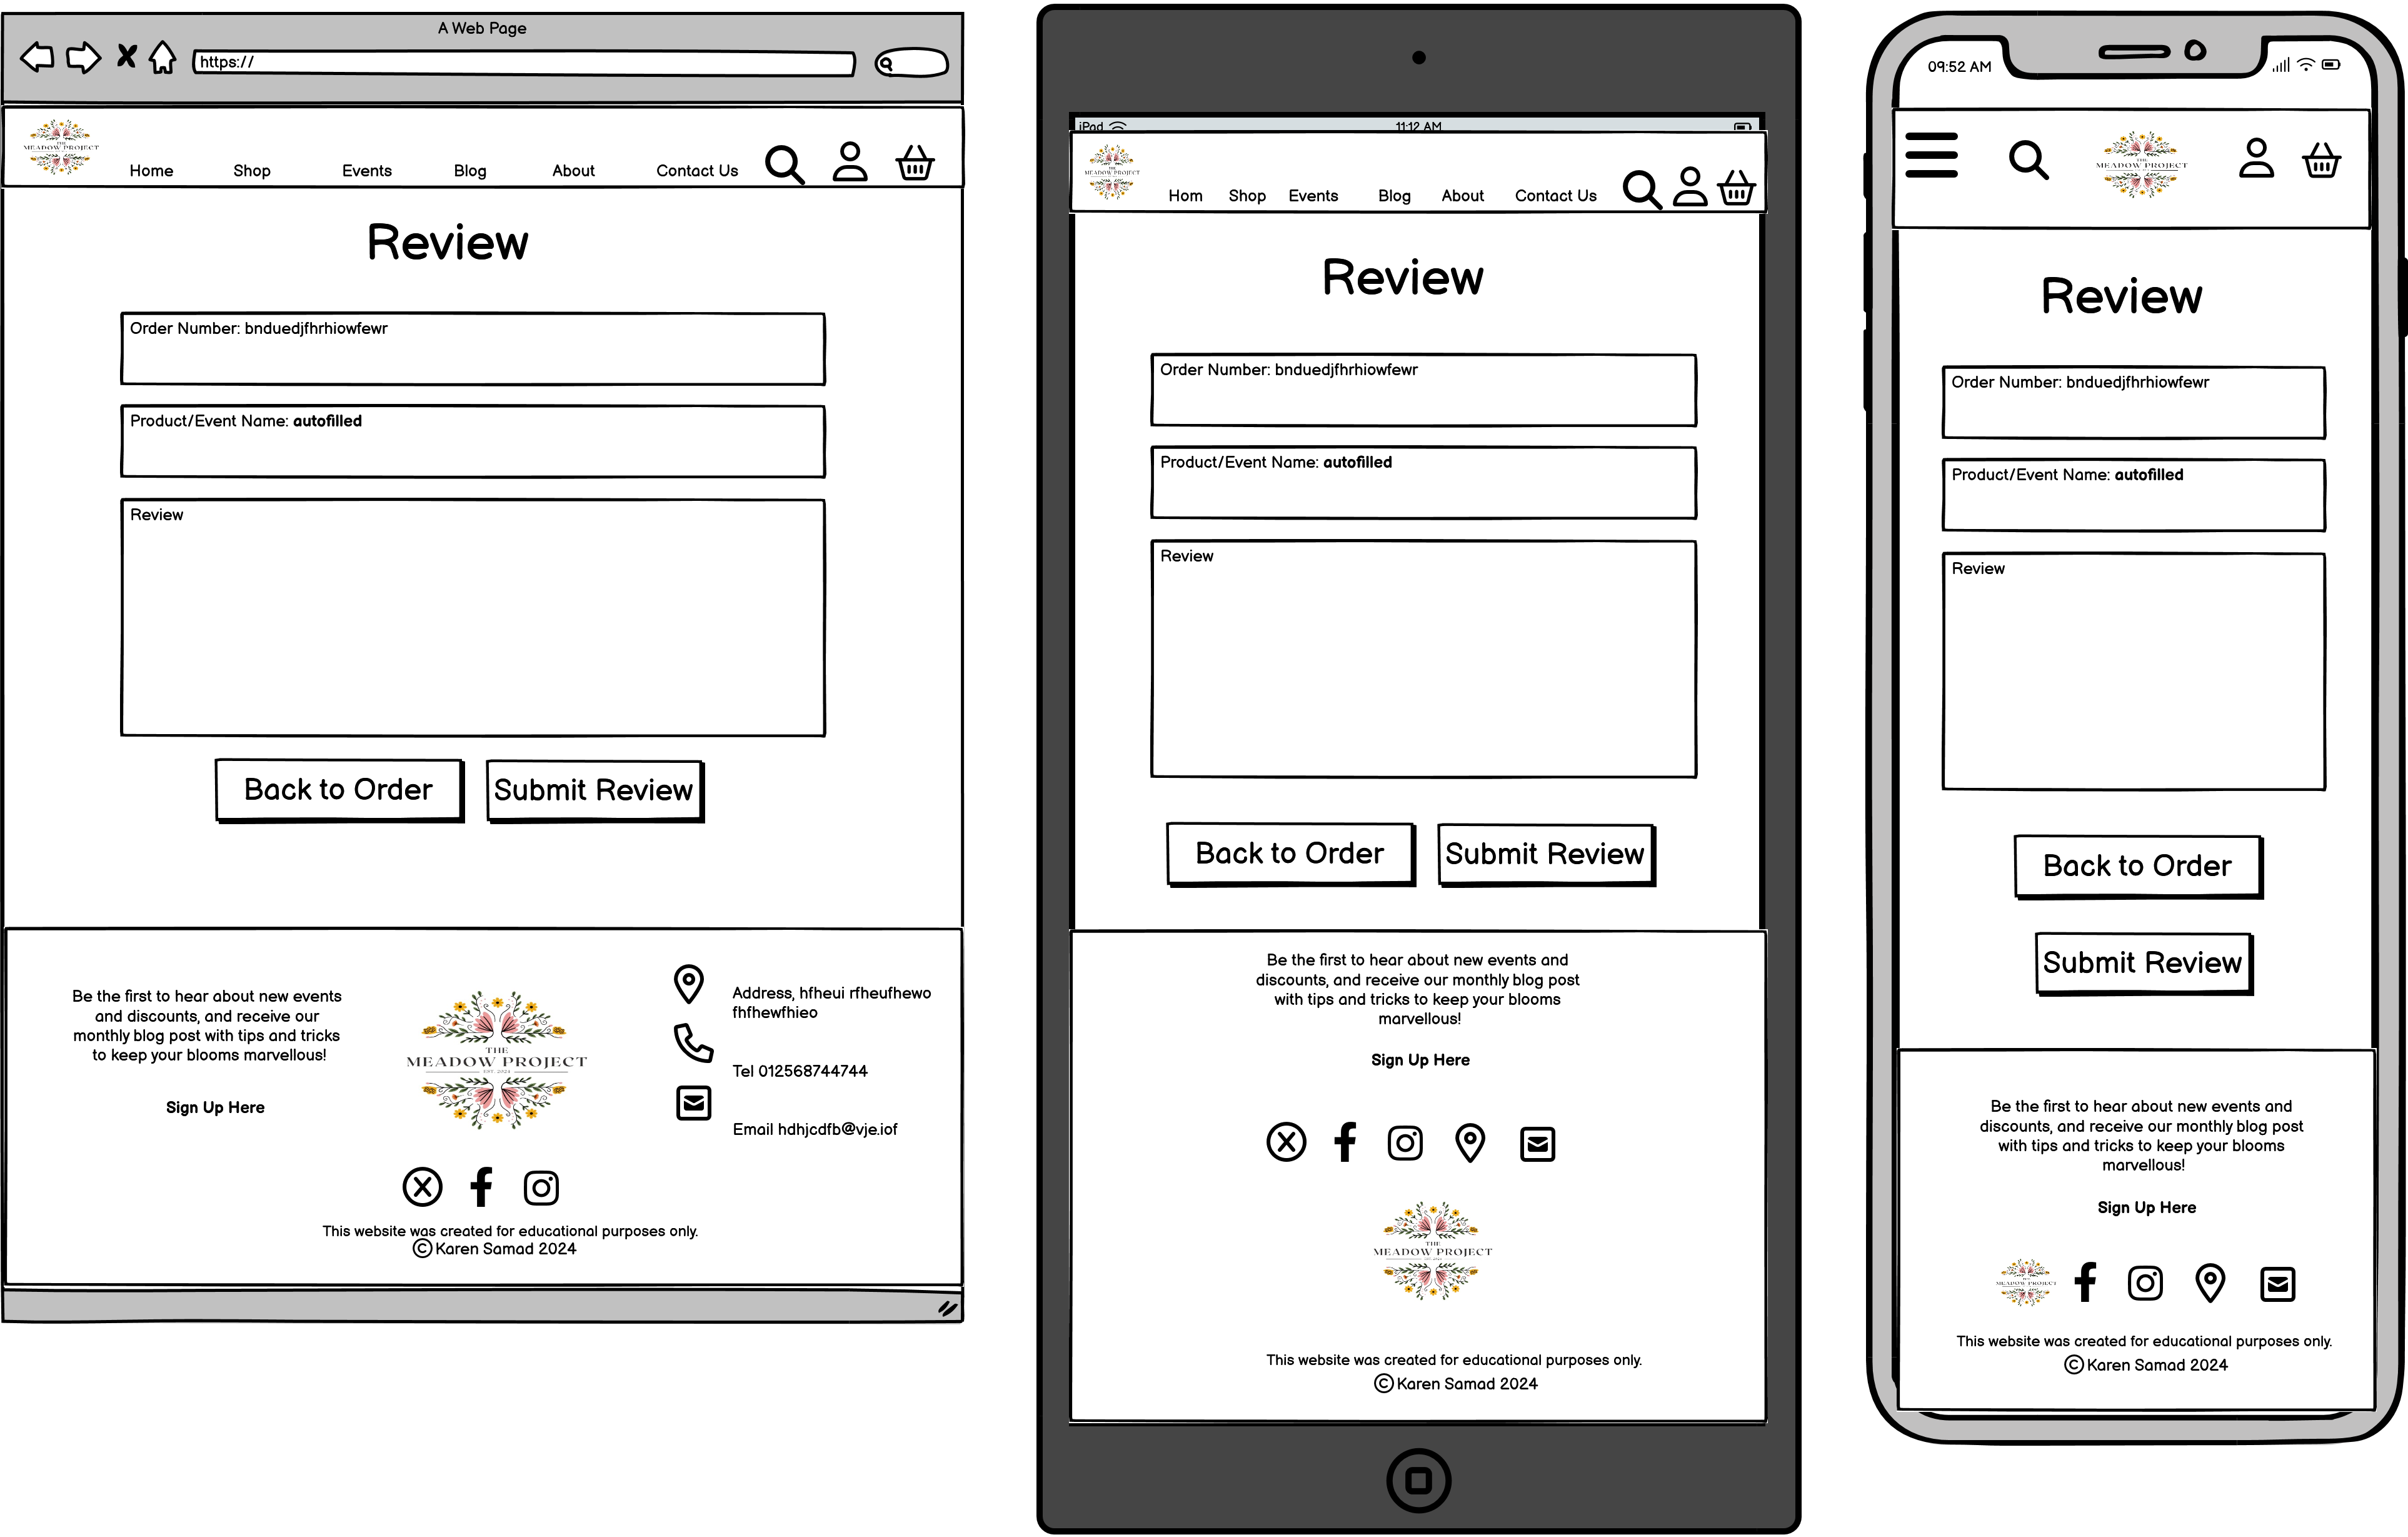 A Web Page
https://
THE
MEADOW PROJECT
Home Shop Events Blog About Contact Us
Review
Order Number: bnduedjfhrhiowfewr
Product/Event Name: autofilled
Review
Back to Order Submit Review
Be the first to hear about new events
and discounts, and receive our
monthly blog post with tips and tricks
to keep your blooms marvellous!
Sign Up Here
THE
MEADOW PROJECT
EST. 2024
Address, hfheui rfheufhewo
fhfhewfhieo
Tel 012568744744
Email hdhjcdfb@vje.iof
This website was created for educational purposes only.
© Karen Samad 2024
iPad 11:12 AM
THE
MEADOW PROJECT
Hom Shop Events Blog About Contact Us
Review
Order Number: bnduedjfhrhiowfewr
Product/Event Name: autofilled
Review
Back to Order Submit Review
Be the first to hear about new events and
discounts, and receive our monthly blog post
with tips and tricks to keep your blooms
marvellous!
Sign Up Here
THE
MEADOW PROJECT
This website was created for educational purposes only.
© Karen Samad 2024
09:52 AM
THE
MEADOW PROJECT
Review
Order Number: bnduedjfhrhiowfewr
Product/Event Name: autofilled
Review
Back to Order
Submit Review
Be the first to hear about new events and
discounts, and receive our monthly blog post
with tips and tricks to keep your blooms
marvellous!
Sign Up Here
MEADOW PROJECT
This website was created for educational purposes only.
© Karen Samad 2024